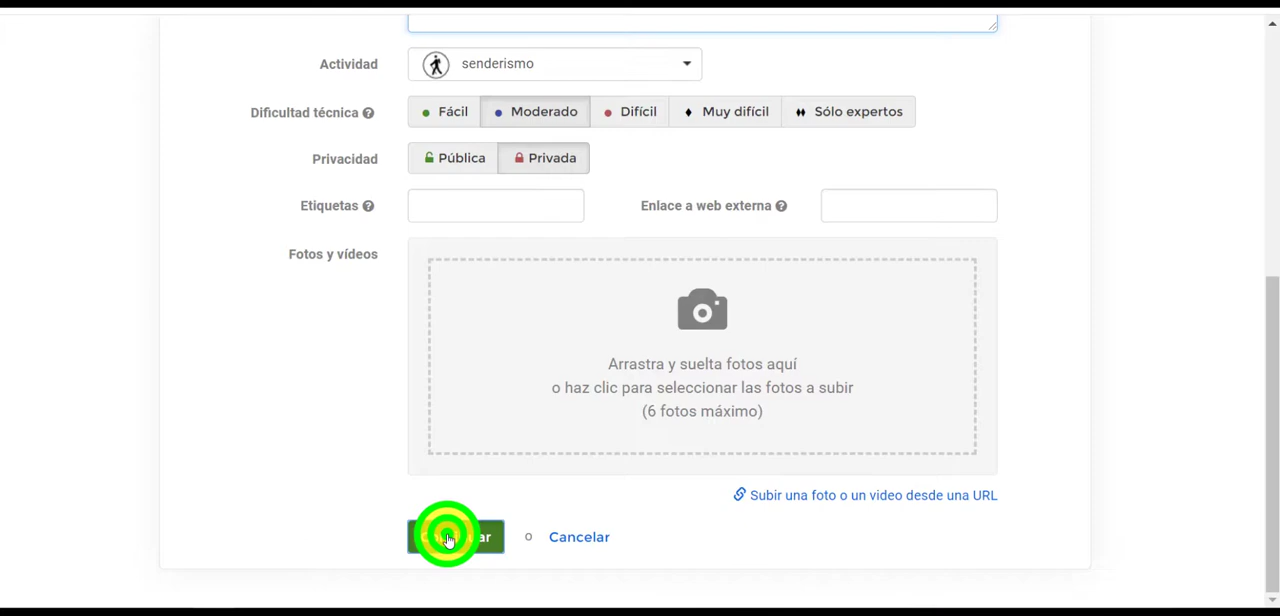 Actividad senderismo
Dificultad técnica Fácil Moderado Difícil Muy difícil Sólo expertos
Privacidad Pública Privada
Etiquetas Enlace a web externa
Fotos y vídeos
Arrastra y suelta fotos aquí
o haz clic para seleccionar las fotos a subir
(6 fotos máximo)
Subir una foto o un video desde una URL
o Cancelar